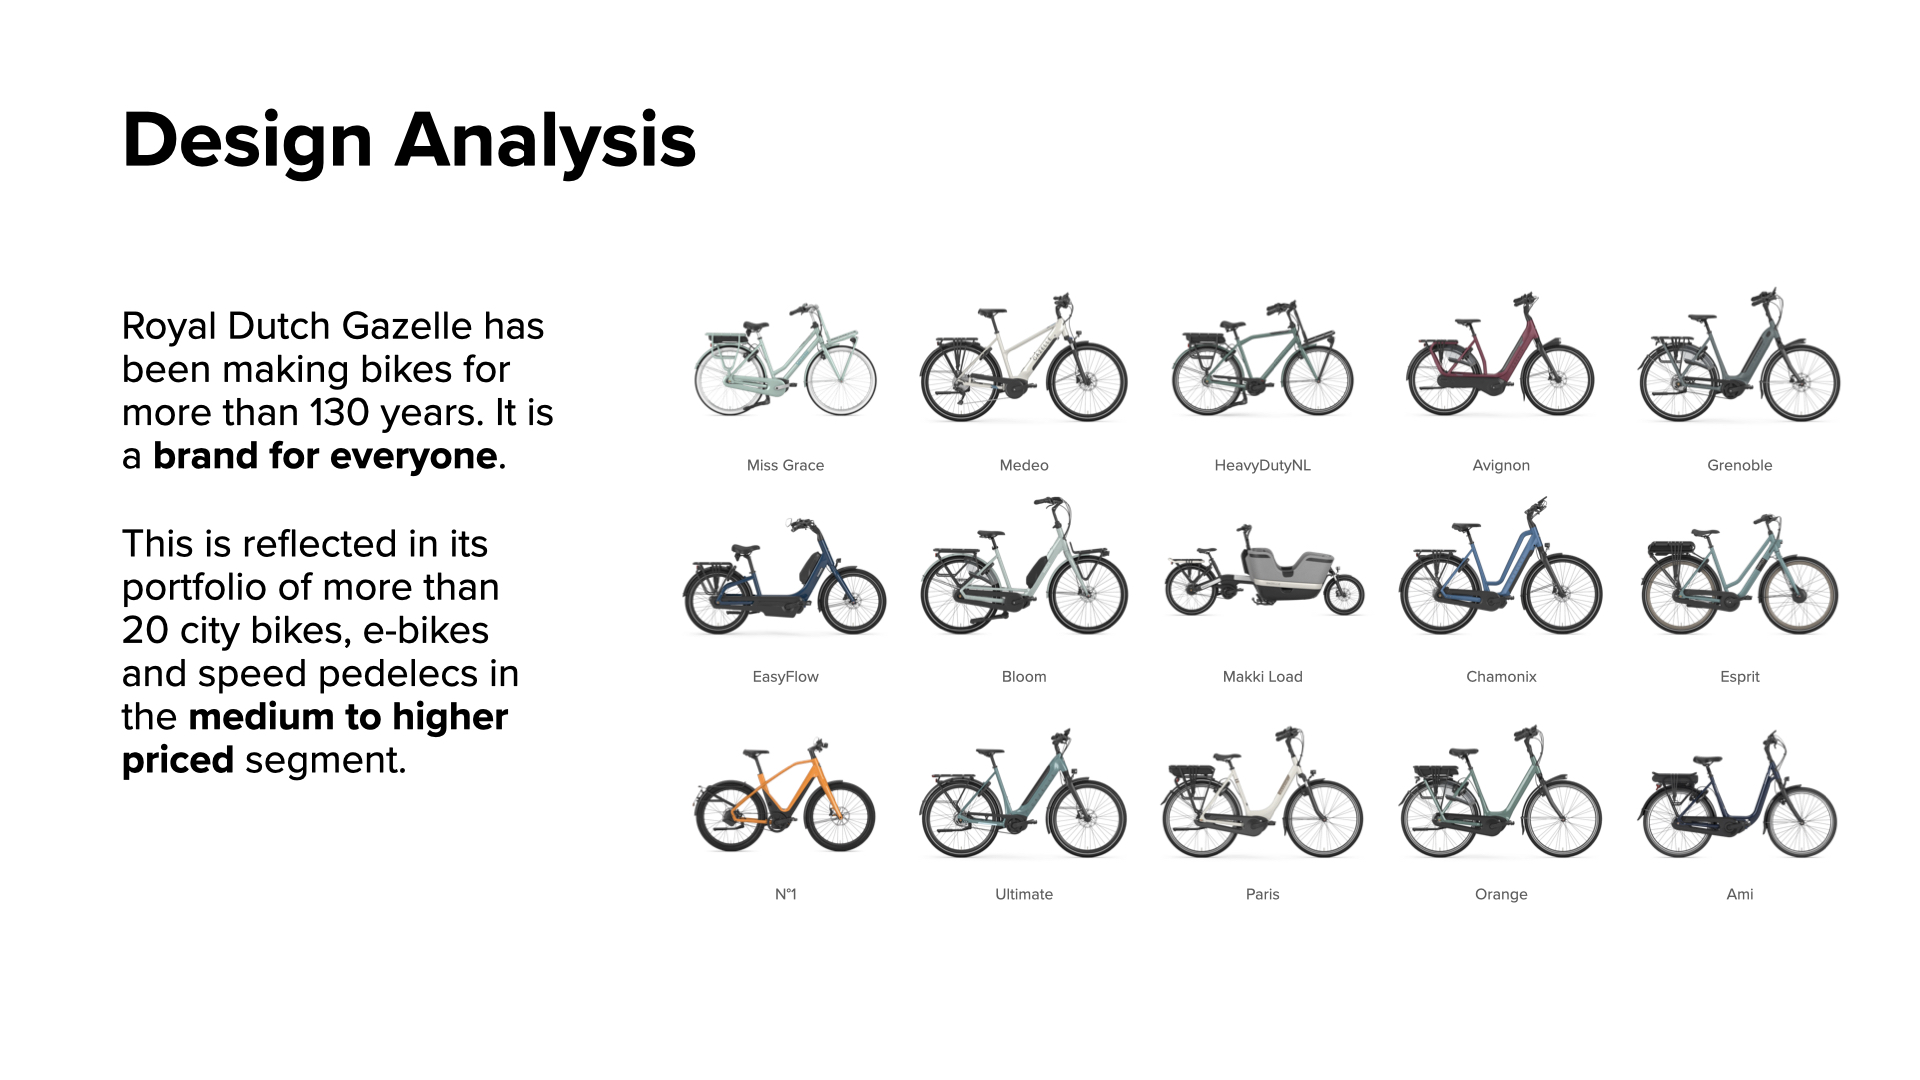 Design Analysis
Royal Dutch Gazelle has
been making bikes for
more than 130 years. It is
a brand for everyone.
This is reflected in its
portfolio of more than
20 city bikes, e-bikes
and speed pedelecs in
the medium to higher
priced segment.
Miss Grace
Medeo
HeavyDutyNL
Avignon
Grenoble
EasyFlow
Bloom
Makki Load
Chamonix
Esprit
N°1
Ultimate
Paris
Orange
Ami